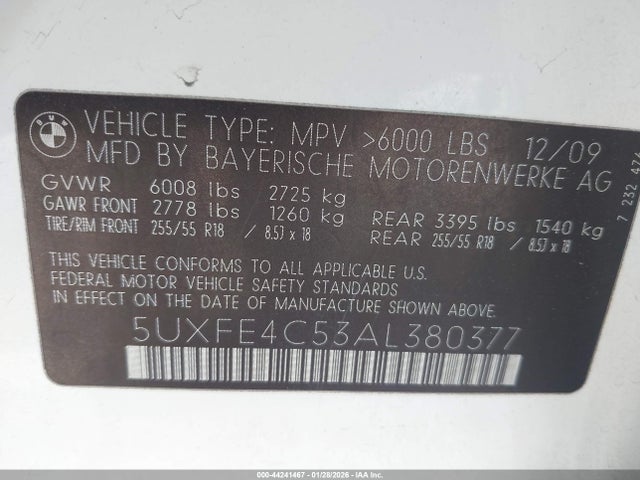 BMW
VEHICLE TYPE: MPV >6000 LBS 12/09
MFD BY BAYERISCHE MOTORENWERKE AG
GVWR 6008 lbs 2725 kg
GAWR FRONT 2778 lbs 1260 kg REAR 3395 lbs 1540 kg
TIRE/RIM FRONT 255/55 R18 / 8.5J x 18 REAR 255/55 R18 / 8.5J x 18
THIS VEHICLE CONFORMS TO ALL APPLICABLE U.S.
FEDERAL MOTOR VEHICLE SAFETY STANDARDS
IN EFFECT ON THE DATE OF MANUFACTURE SHOWN ABOVE.
5UXFE4C53AL380377
7 232
000-44241467 | 01/28/2026 | IAA Inc.